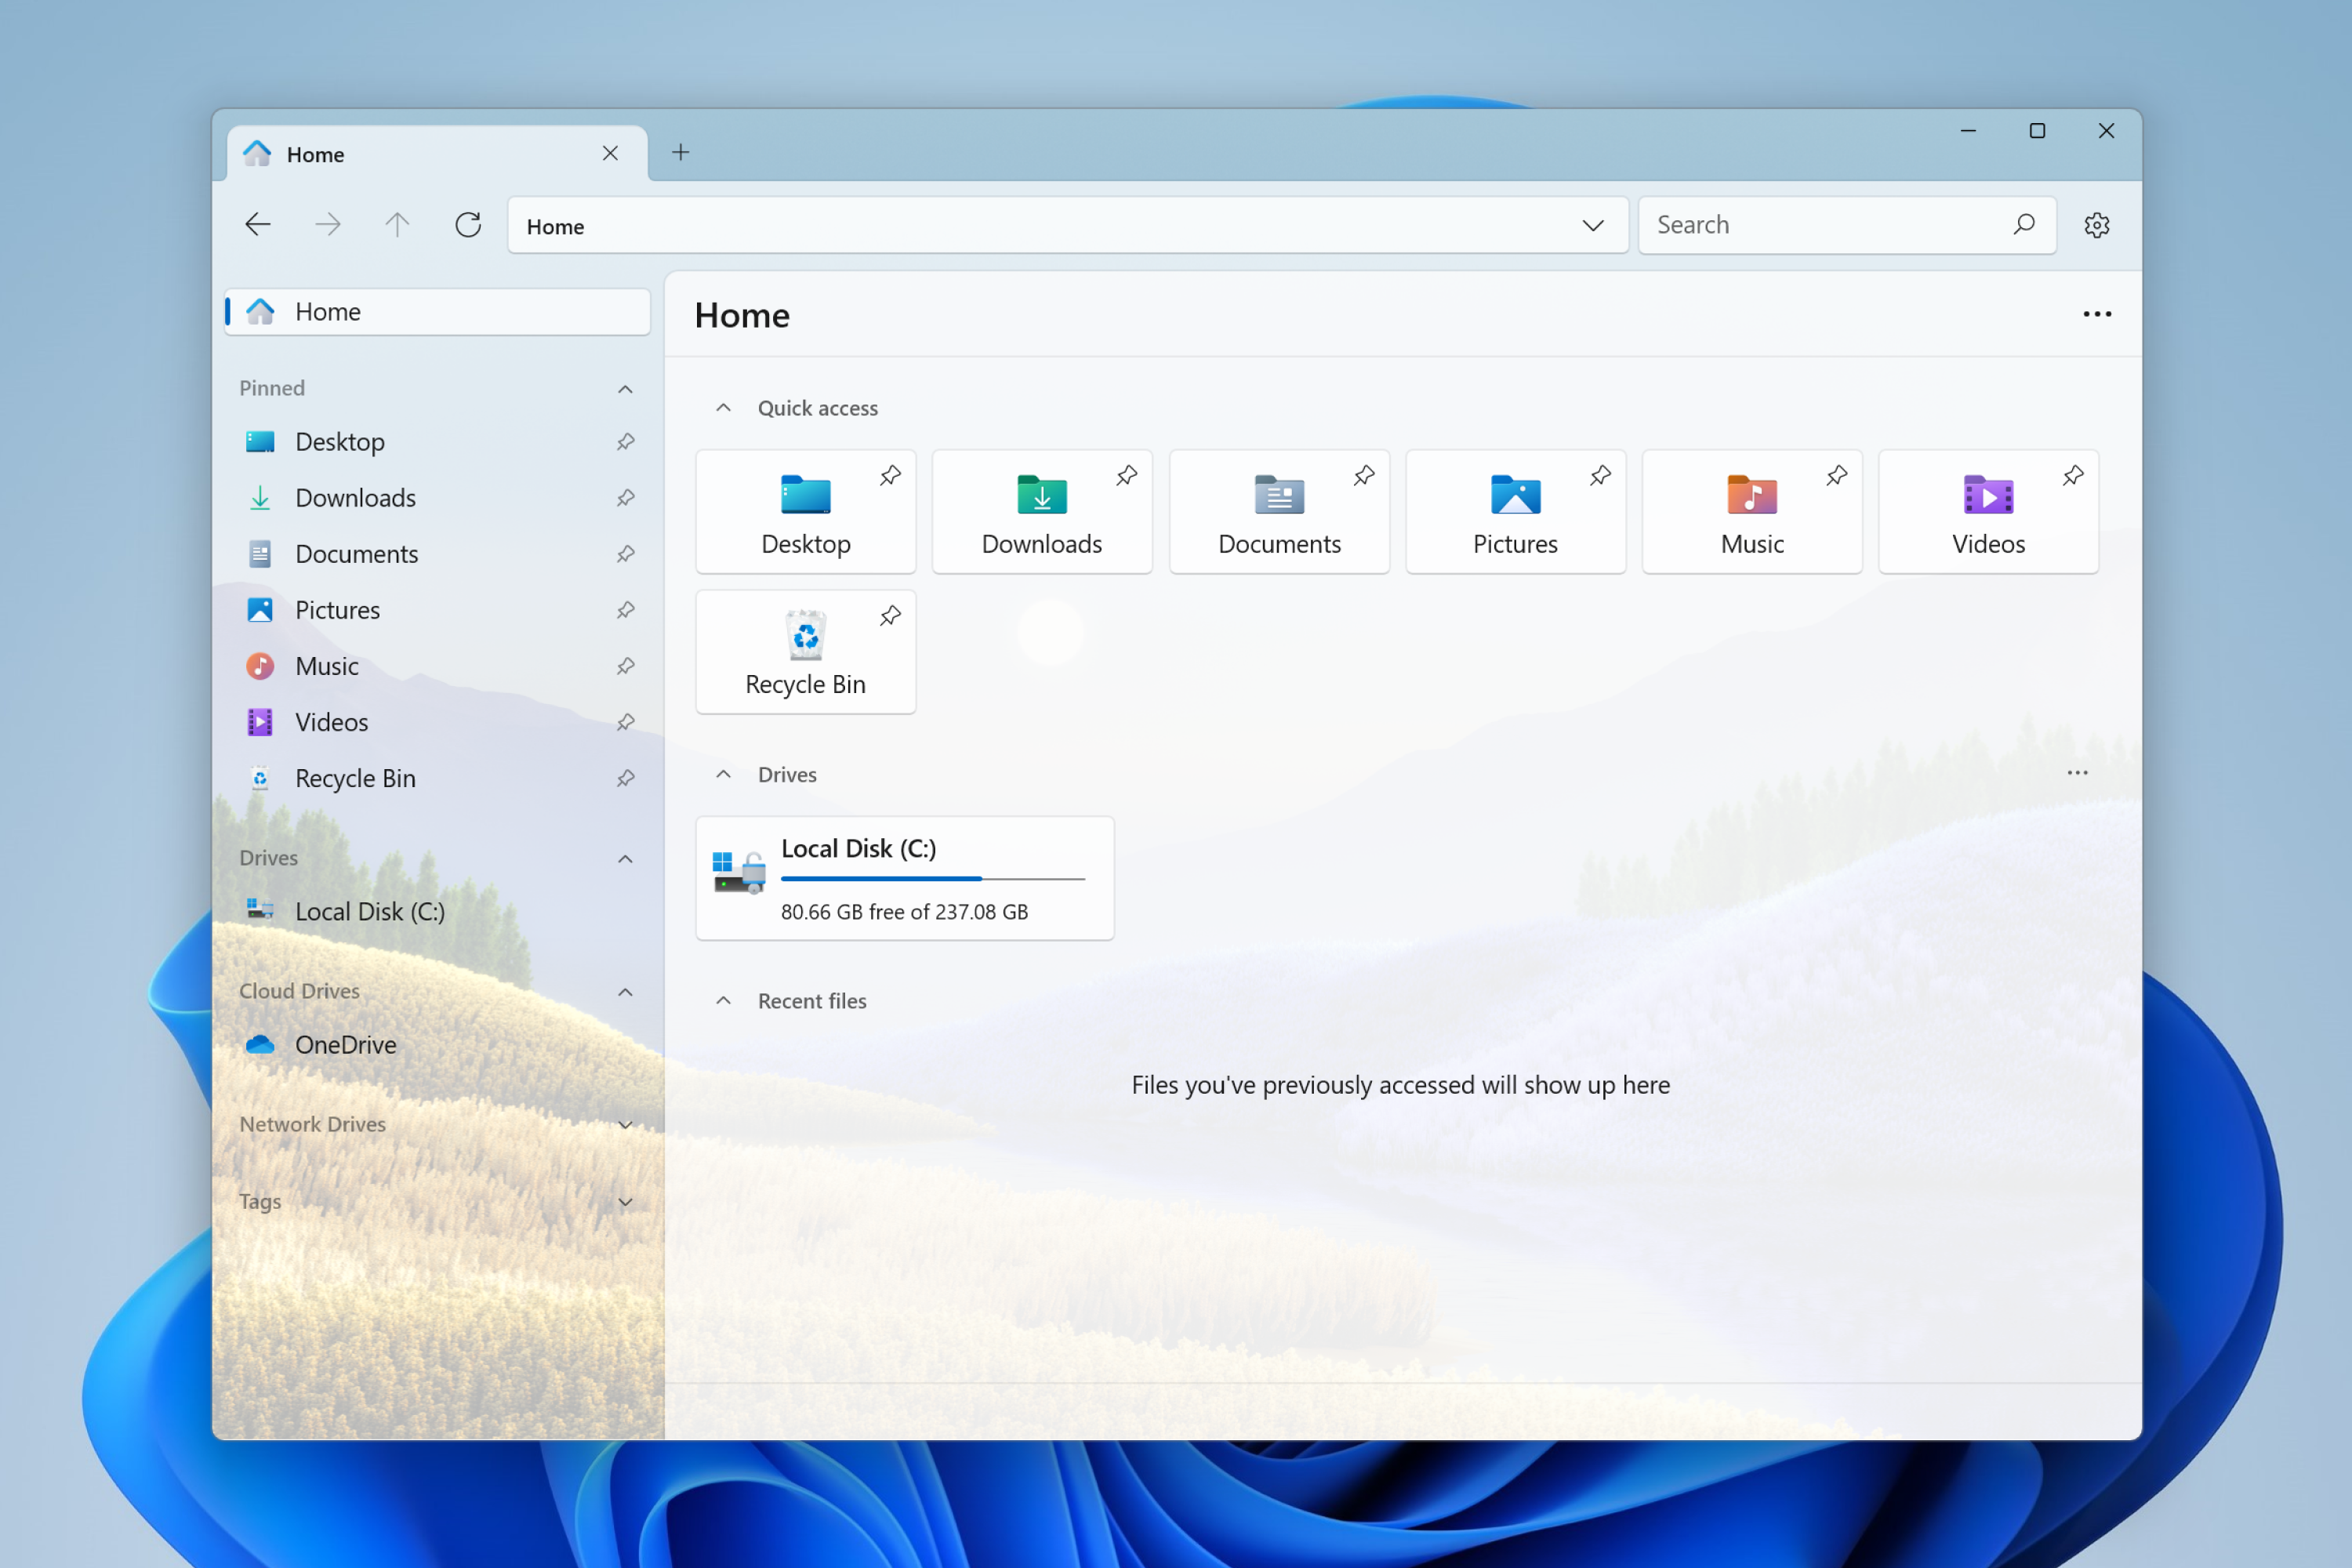 Home
Home
Search
Home
Pinned
Desktop
Downloads
Documents
Pictures
Music
Videos
Recycle Bin
Drives
Local Disk (C:)
Cloud Drives
OneDrive
Network Drives
Tags
Home
Quick access
Desktop
Downloads
Documents
Pictures
Music
Videos
Recycle Bin
Drives
Local Disk (C:)
80.66 GB free of 237.08 GB
Recent files
Files you've previously accessed will show up here